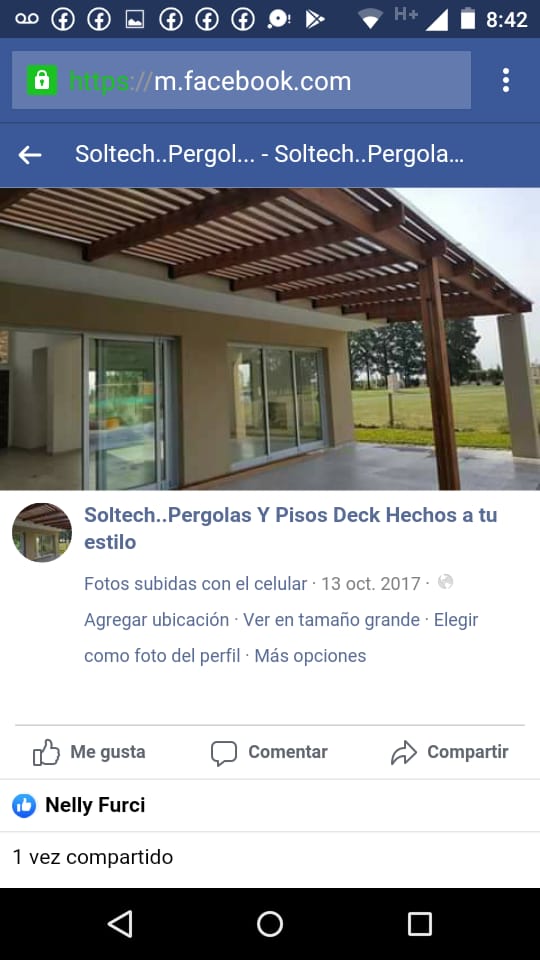 H+ 8:42
https://m.facebook.com
Soltech..Pergol... - Soltech..Pergola...
Soltech..Pergolas Y Pisos Deck Hechos a tu
estilo
Fotos subidas con el celular · 13 oct. 2017 ·
Agregar ubicación · Ver en tamaño grande · Elegir
como foto del perfil · Más opciones
Me gusta Comentar Compartir
Nelly Furci
1 vez compartido